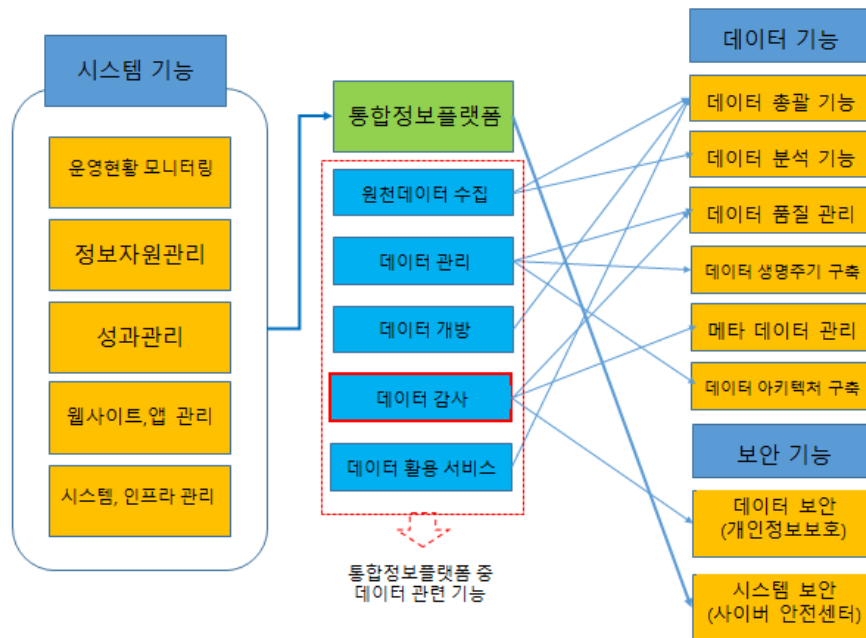 시스템 기능
운영현황 모니터링
정보자원관리
성과관리
웹사이트,앱 관리
시스템, 인프라 관리
통합정보플랫폼
원천데이터 수집
데이터 관리
데이터 개방
데이터 감사
데이터 활용 서비스
통합정보플랫폼 중
데이터 관련 기능
데이터 기능
데이터 총괄 기능
데이터 분석 기능
데이터 품질 관리
데이터 생명주기 구축
메타 데이터 관리
데이터 아키텍처 구축
보안 기능
데이터 보안
(개인정보보호)
시스템 보안
(사이버 안전센터)